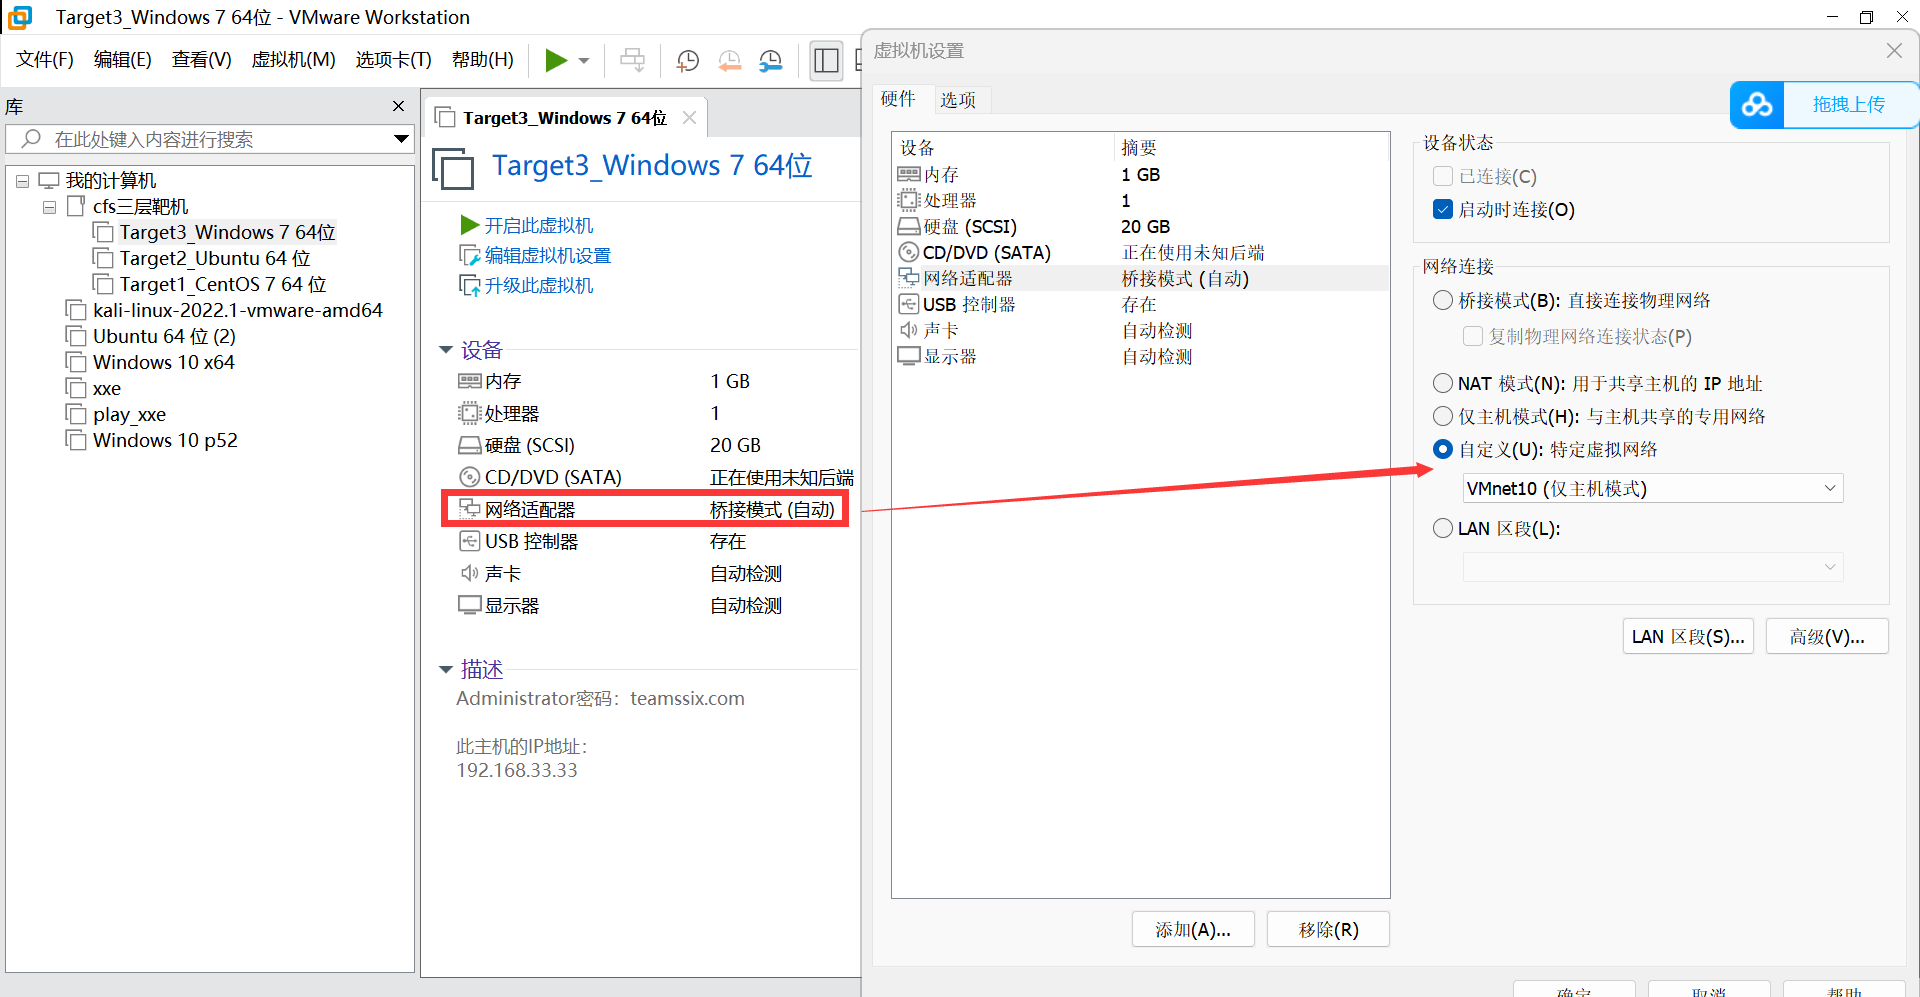 Target3_Windows 7 64位 - VMware Workstation
文件(F) 编辑(E) 查看(V) 虚拟机(M) 选项卡(T) 帮助(H)
库
在此处键入内容进行搜索
我的计算机
cfs三层靶机
Target3_Windows 7 64位
Target2_Ubuntu 64 位
Target1_CentOS 7 64 位
kali-linux-2022.1-vmware-amd64
Ubuntu 64 位 (2)
Windows 10 x64
xxe
play_xxe
Windows 10 p52
Target3_Windows 7 64位
Target3_Windows 7 64位
开启此虚拟机
编辑虚拟机设置
升级此虚拟机
设备
内存 1 GB
处理器 1
硬盘 (SCSI) 20 GB
CD/DVD (SATA) 正在使用未知后端
网络适配器 桥接模式 (自动)
USB 控制器 存在
声卡 自动检测
显示器 自动检测
描述
Administrator密码：teamssix.com
此主机的IP地址：
192.168.33.33
虚拟机设置
硬件 选项
拖拽上传
设备 摘要
内存 1 GB
处理器 1
硬盘 (SCSI) 20 GB
CD/DVD (SATA) 正在使用未知后端
网络适配器 桥接模式 (自动)
USB 控制器 存在
声卡 自动检测
显示器 自动检测
添加(A)... 移除(R)
设备状态
已连接(C)
启动时连接(O)
网络连接
桥接模式(B): 直接连接物理网络
复制物理网络连接状态(P)
NAT 模式(N): 用于共享主机的 IP 地址
仅主机模式(H): 与主机共享的专用网络
自定义(U): 特定虚拟网络
VMnet10 (仅主机模式)
LAN 区段(L):
LAN 区段(S)... 高级(V)...
确定 取消 帮助